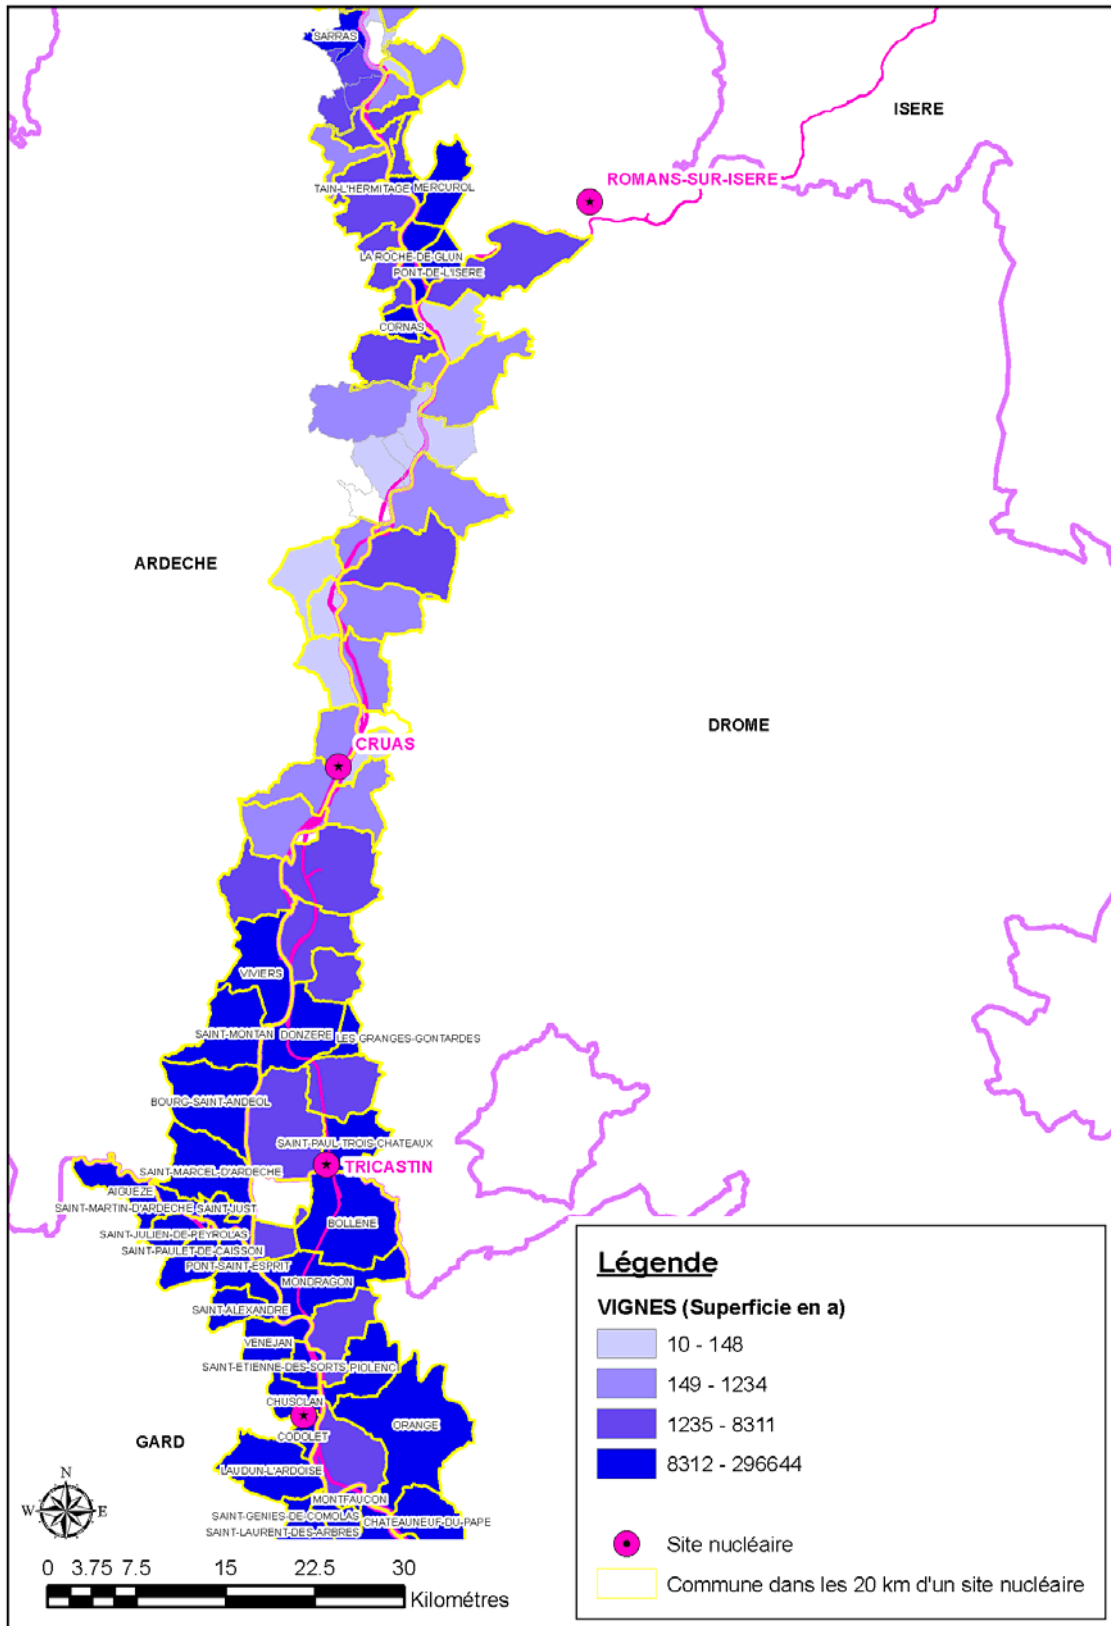 SARRAS
ISERE
ROMANS-SUR-ISERE
TAIN-L'HERMITAGE
MERCUROL
LA ROCHE-DE-GLUN
PONT-DE-L'ISERE
CORNAS
ARDECHE
DROME
CRUAS
VIVIERS
SAINT-MONTAN
DONZERE
LES GRANGES-GONTARDES
BOURG-SAINT-ANDEOL
SAINT-PAUL-TROIS-CHATEAUX
TRICASTIN
SAINT-MARCEL-D'ARDECHE
AIGUEZE
SAINT-MARTIN-D'ARDECHE
SAINT-JUST
BOLLENE
SAINT-JULIEN-DE-PEYROLAS
SAINT-PAULET-DE-CAISSON
PONT-SAINT-ESPRIT
MONDRAGON
SAINT-ALEXANDRE
VENEJAN
SAINT-ETIENNE-DES-SORTS
PIOLENC
CHUSCLAN
ORANGE
CODOLET
GARD
LAUDUN-L'ARDOISE
MONTFAUCON
SAINT-GENIES-DE-COMOLAS
CHATEAUNEUF-DU-PAPE
SAINT-LAURENT-DES-ARBRES
N
W
E
S
0 3.75 7.5 15 22.5 30
Kilométres
Légende
VIGNES (Superficie en a)
10 - 148
149 - 1234
1235 - 8311
8312 - 296644
Site nucléaire
Commune dans les 20 km d'un site nucléaire